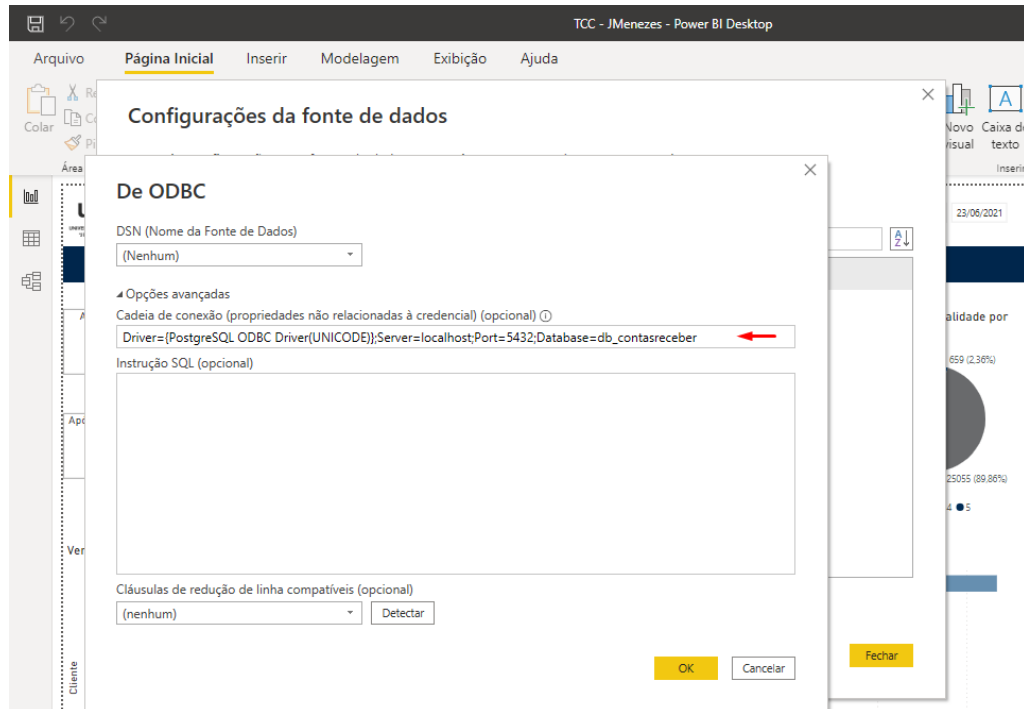 TCC - JMenezes - Power BI Desktop
Arquivo Página Inicial Inserir Modelagem Exibição Ajuda
Colar
Novo
visual
Caixa de
texto
Área
Inserir
Configurações da fonte de dados
De ODBC
DSN (Nome da Fonte de Dados)
(Nenhum)
Opções avançadas
Cadeia de conexão (propriedades não relacionadas à credencial) (opcional)
Driver={PostgreSQL ODBC Driver(UNICODE)};Server=localhost;Port=5432;Database=db_contasreceber
Instrução SQL (opcional)
Cláusulas de redução de linha compatíveis (opcional)
(nenhum) Detectar
OK Cancelar
Fechar
23/06/2021
alidade por
659 (2,36%)
25055 (89.86%)
4 5
Apo
Ver
Cliente